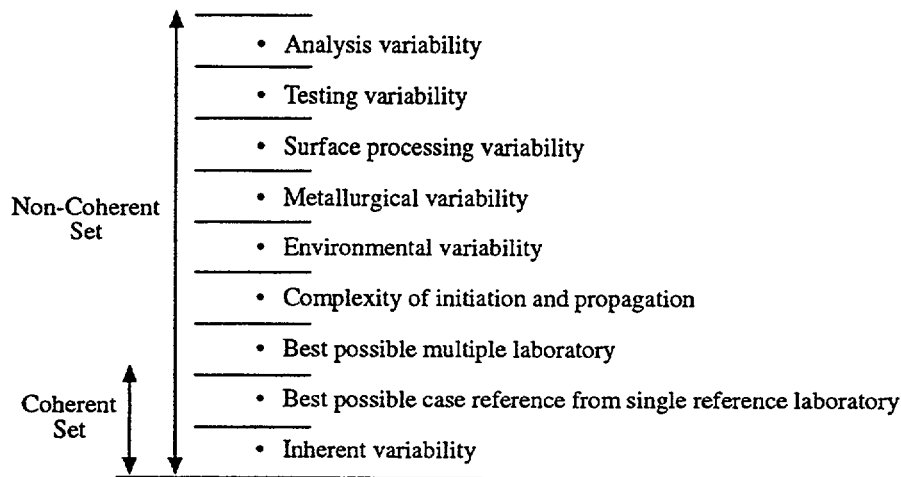 • Analysis variability
• Testing variability
• Surface processing variability
• Metallurgical variability
Non-Coherent
Set
• Environmental variability
• Complexity of initiation and propagation
• Best possible multiple laboratory
• Best possible case reference from single reference laboratory
Coherent
Set
• Inherent variability